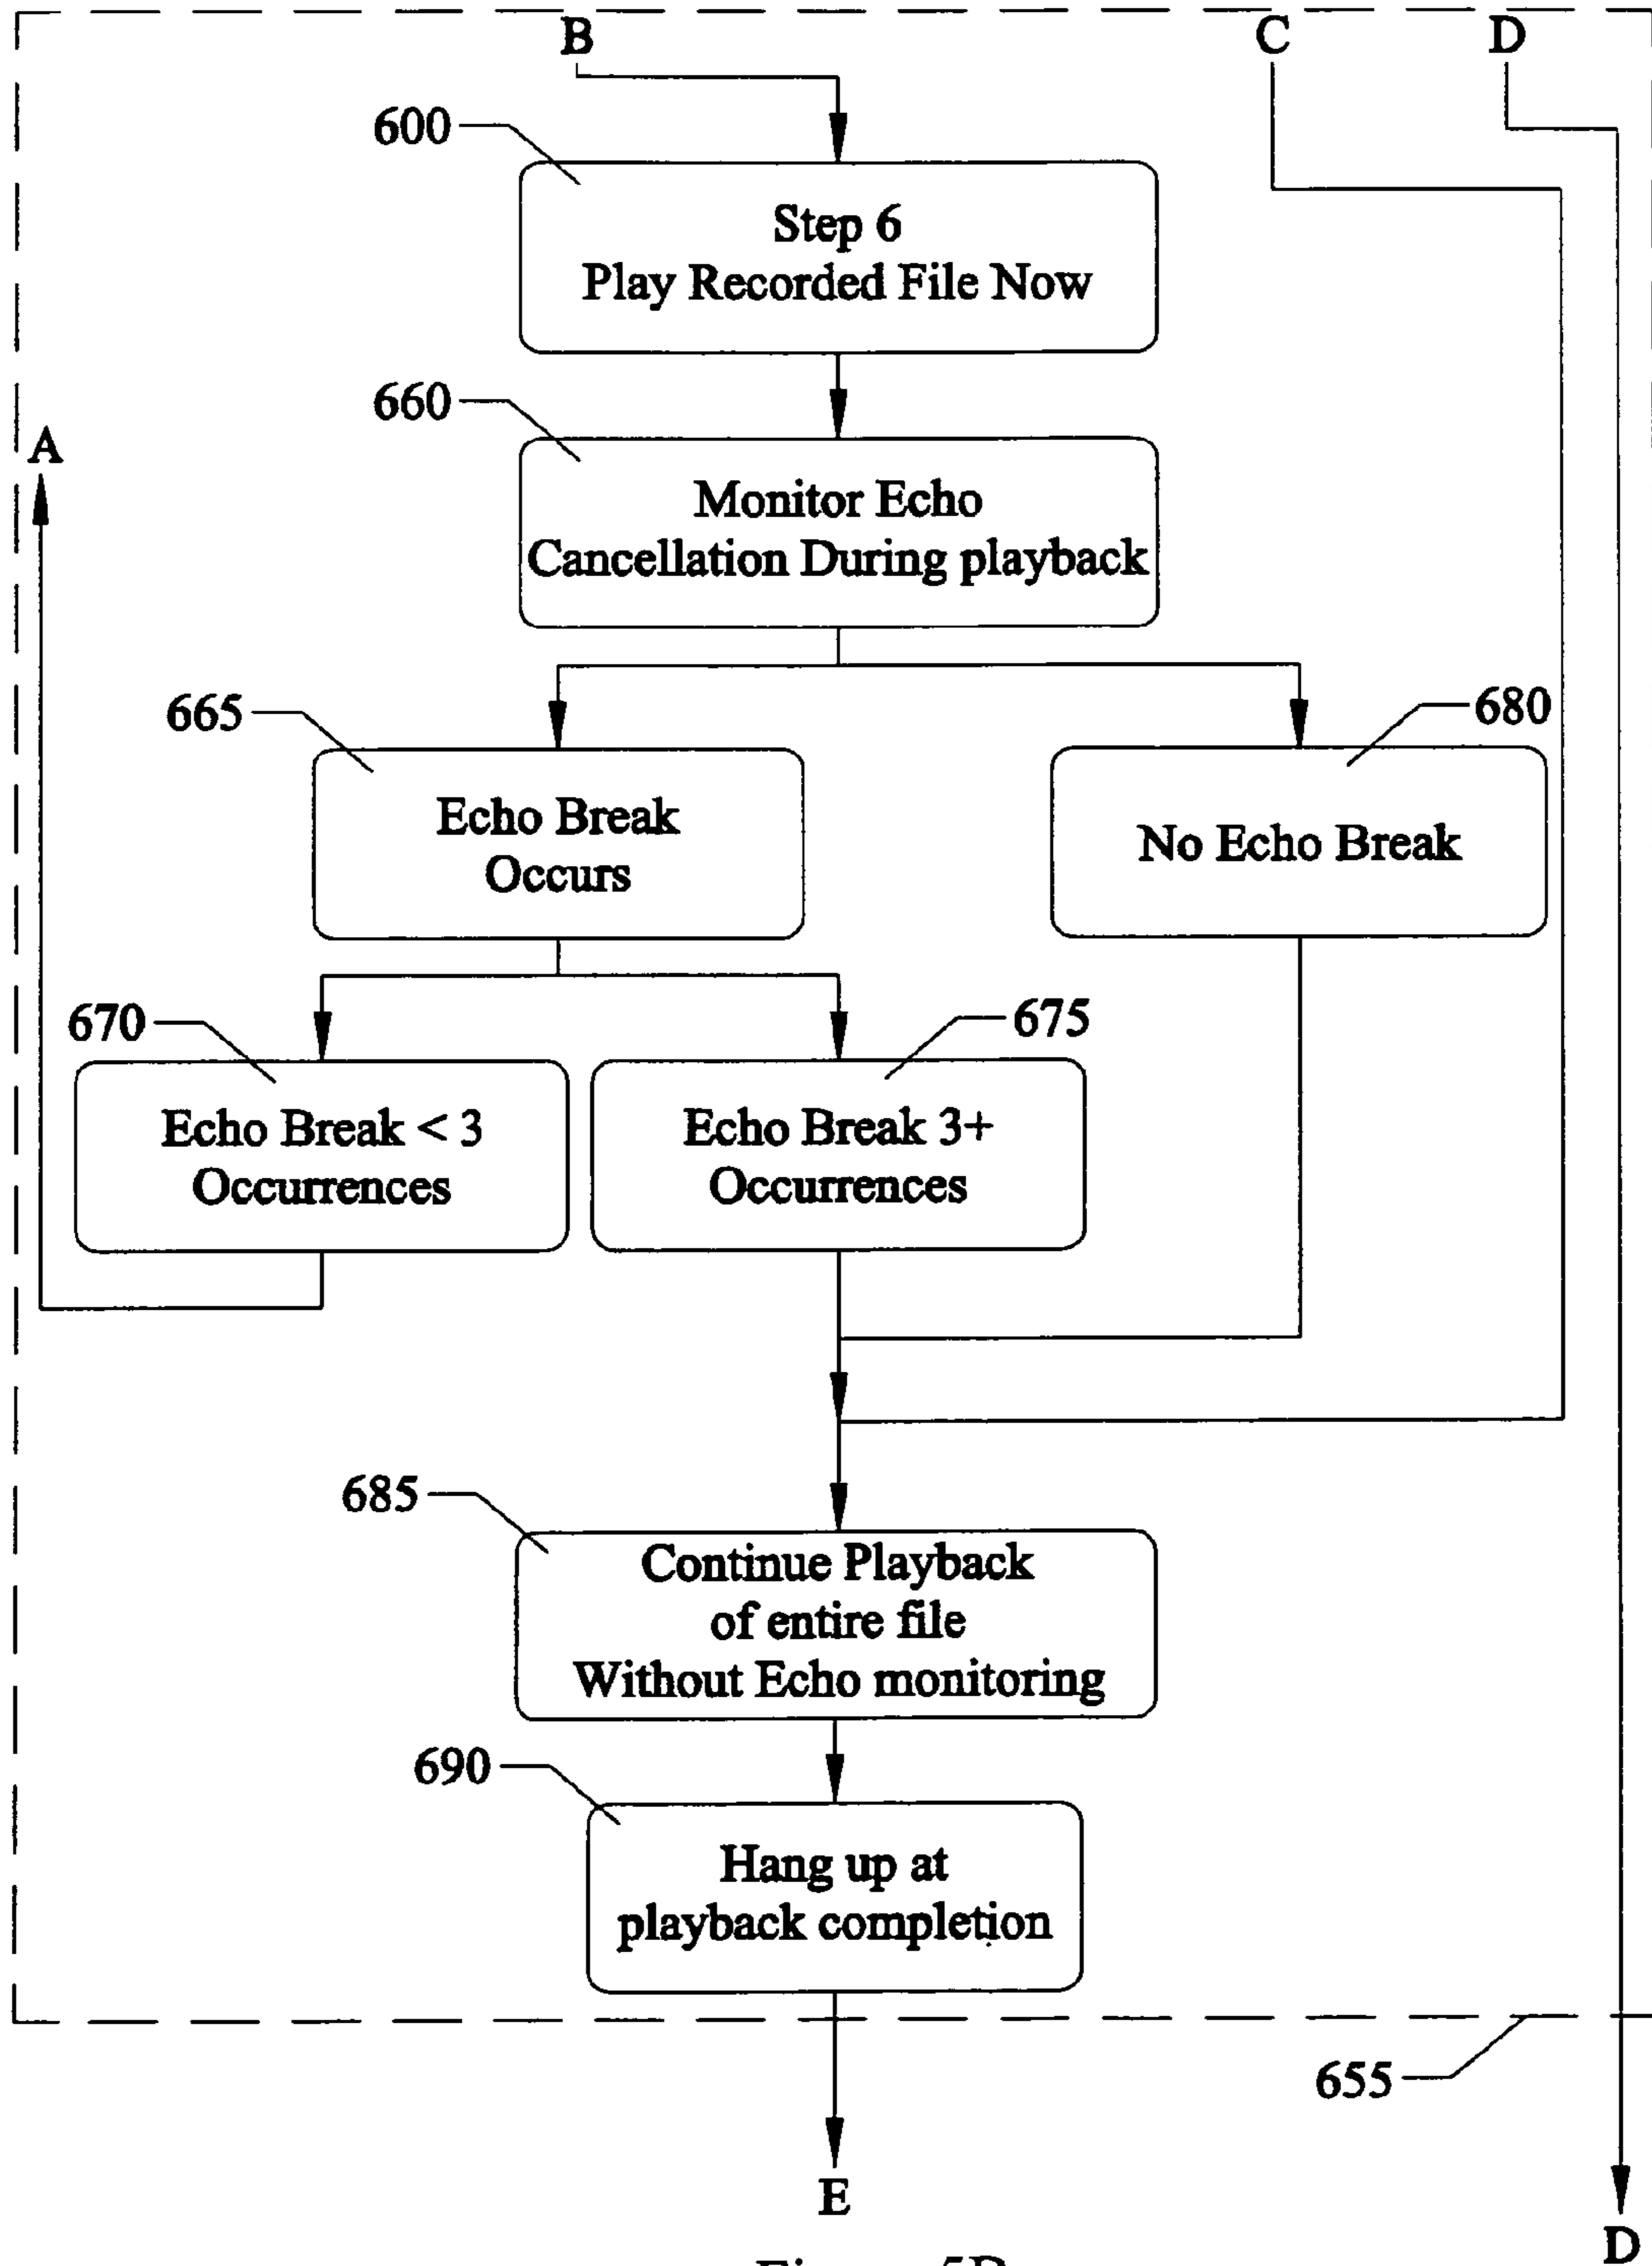 B
C
D
600
Step 6
Play Recorded File Now
660
A
Monitor Echo
Cancellation During playback
665
680
Echo Break
Occurs
No Echo Break
670
675
Echo Break < 3
Occurrences
Echo Break 3+
Occurrences
685
Continue Playback
of entire file
Without Echo monitoring
690
Hang up at
playback completion
655
E
D